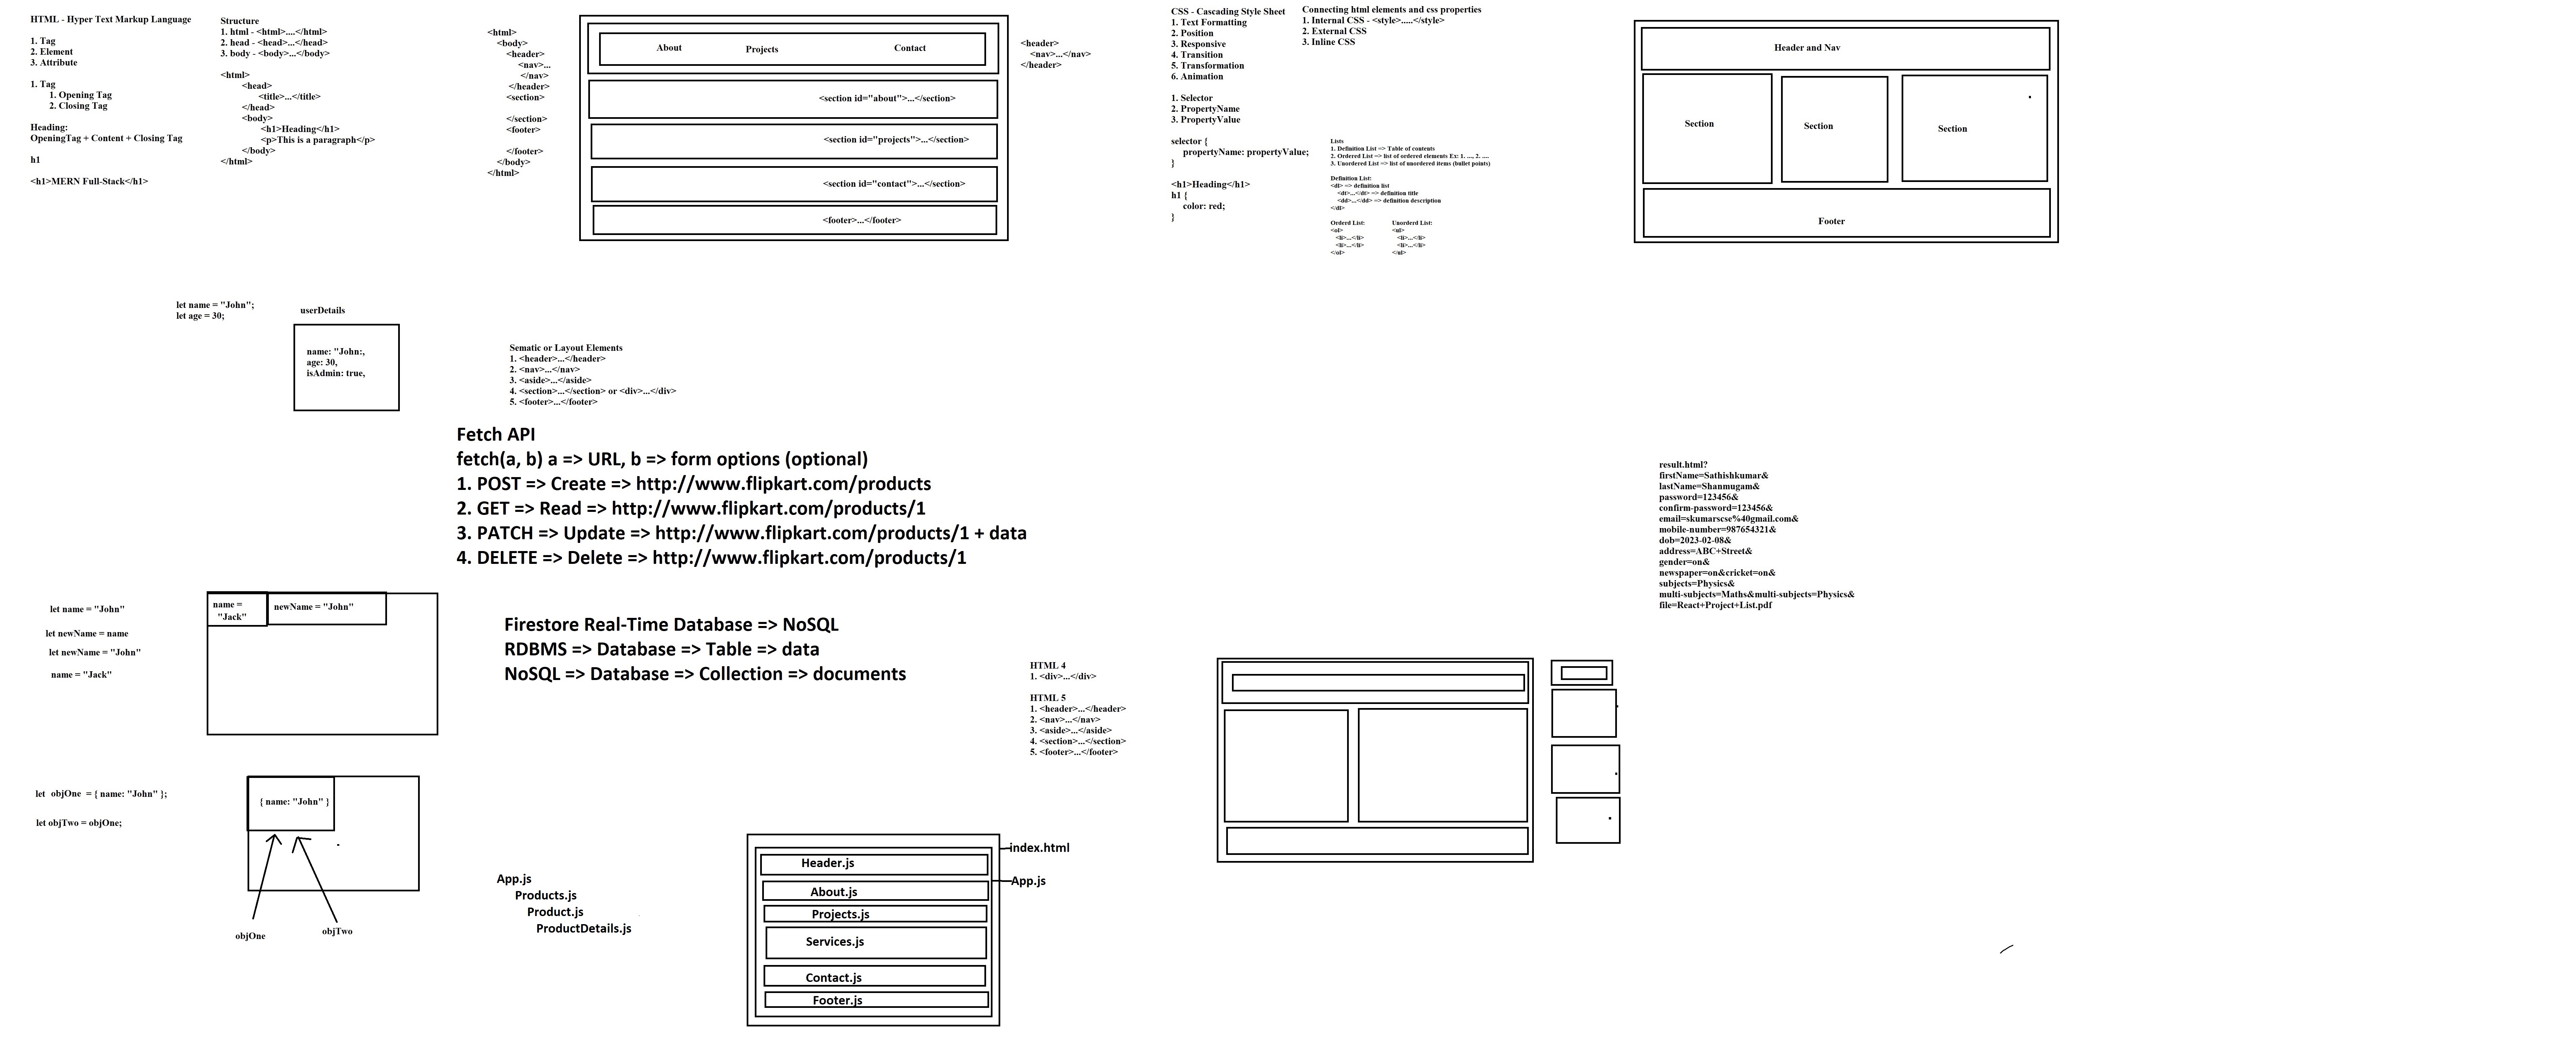 HTML - Hyper Text Markup Language
1. Tag
2. Element
3. Attribute
1. Tag
1. Opening Tag
2. Closing Tag
Heading:
OpeningTag + Content + Closing Tag
h1
<h1>MERN Full-Stack</h1>
Structure
1. html - <html>....</html>
2. head - <head>...</head>
3. body - <body>...</body>
<html>
<head>
<title>...</title>
</head>
<body>
<h1>Heading</h1>
<p>This is a paragraph</p>
</body>
</html>
<html>
<body>
<header>
<nav>...
</nav>
</header>
<section>
</section>
<footer>
</footer>
</body>
</html>
About Projects Contact
<section id="about">...</section>
<section id="projects">...</section>
<section id="contact">...</section>
<footer>...</footer>
<header>
<nav>...</nav>
</header>
CSS - Cascading Style Sheet
1. Text Formatting
2. Position
3. Responsive
4. Transition
5. Transformation
6. Animation
1. Selector
2. PropertyName
3. PropertyValue
selector {
propertyName: propertyValue;
}
<h1>Heading</h1>
h1 {
color: red;
}
Connecting html elements and css properties
1. Internal CSS - <style>.....</style>
2. External CSS
3. Inline CSS
Lists
1. Definition List => Table of contents
2. Ordered List => list of ordered elements Ex: 1. ..., 2. ....
3. Unordered List => list of unordered items (bullet points)
Definition List:
<dl> => definition list
<dt>...</dt> => definition title
<dd>...</dd> => definition description
</dl>
Orderd List:
<ol>
<li>...</li>
<li>...</li>
</ol>
Unorderd List:
<ul>
<li>...</li>
<li>...</li>
</ul>
Header and Nav
Section Section Section
Footer
let name = "John";
let age = 30;
userDetails
name: "John:,
age: 30,
isAdmin: true,
Sematic or Layout Elements
1. <header>...</header>
2. <nav>...</nav>
3. <aside>...</aside>
4. <section>...</section> or <div>...</div>
5. <footer>...</footer>
Fetch API
fetch(a, b) a => URL, b => form options (optional)
1. POST => Create => http://www.flipkart.com/products
2. GET => Read => http://www.flipkart.com/products/1
3. PATCH => Update => http://www.flipkart.com/products/1 + data
4. DELETE => Delete => http://www.flipkart.com/products/1
result.html?
firstName=Sathishkumar&
lastName=Shanmugam&
password=123456&
confirm-password=123456&
email=skumarscse%40gmail.com&
mobile-number=987654321&
dob=2023-02-08&
address=ABC+Street&
gender=on&
newspaper=on&cricket=on&
subjects=Physics&
multi-subjects=Maths&multi-subjects=Physics&
file=React+Project+List.pdf
let name = "John"
let newName = name
let newName = "John"
name = "Jack"
name =
"Jack"
newName = "John"
Firestore Real-Time Database => NoSQL
RDBMS => Database => Table => data
NoSQL => Database => Collection => documents
HTML 4
1. <div>...</div>
HTML 5
1. <header>...</header>
2. <nav>...</nav>
3. <aside>...</aside>
4. <section>...</section>
5. <footer>...</footer>
let objOne = { name: "John" };
let objTwo = objOne;
{ name: "John" }
objOne
objTwo
App.js
Products.js
Product.js
ProductDetails.js
Header.js
About.js
Projects.js
Services.js
Contact.js
Footer.js
index.html
App.js